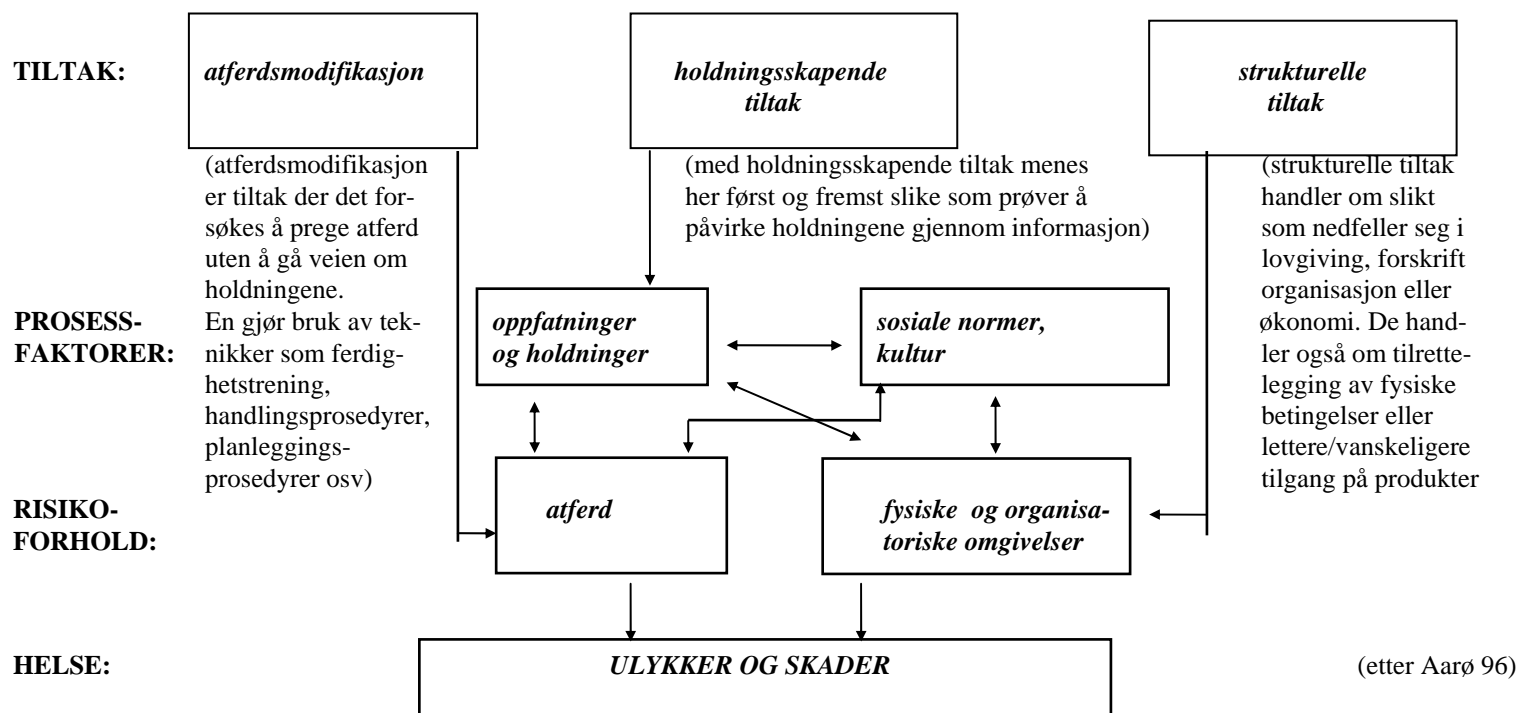 TILTAK:
atferdsmodifikasjon
holdningsskapende
tiltak
strukturelle
tiltak
(atferdsmodifikasjon
er tiltak der det for-
søkes å prege atferd
uten å gå veien om
holdningene.
En gjør bruk av tek-
nikker som ferdig-
hetstrening,
handlingsprosedyrer,
planleggings-
prosedyrer osv)
(med holdningsskapende tiltak menes
her først og fremst slike som prøver å
påvirke holdningene gjennom informasjon)
(strukturelle tiltak
handler om slikt
som nedfeller seg i
lovgiving, forskrift
organisasjon eller
økonomi. De hand-
ler også om tilrette-
legging av fysiske
betingelser eller
lettere/vanskeligere
tilgang på produkter
PROSESS-
FAKTORER:
oppfatninger
og holdninger
sosiale normer,
kultur
RISIKO-
FORHOLD:
atferd
fysiske og organisa-
toriske omgivelser
HELSE:
ULYKKER OG SKADER
(etter Aarø 96)